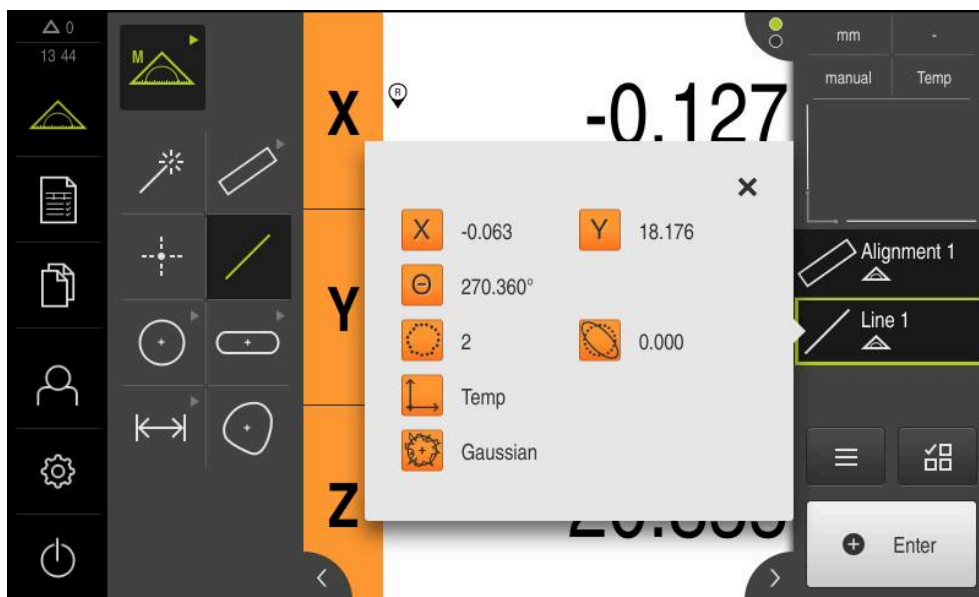 0
13 44
M
X
R
-0.127
Y
Z
X -0.063 Y 18.176
Θ 270.360°
2 0.000
Temp
Gaussian
mm -
manual Temp
Alignment 1
Line 1
Enter